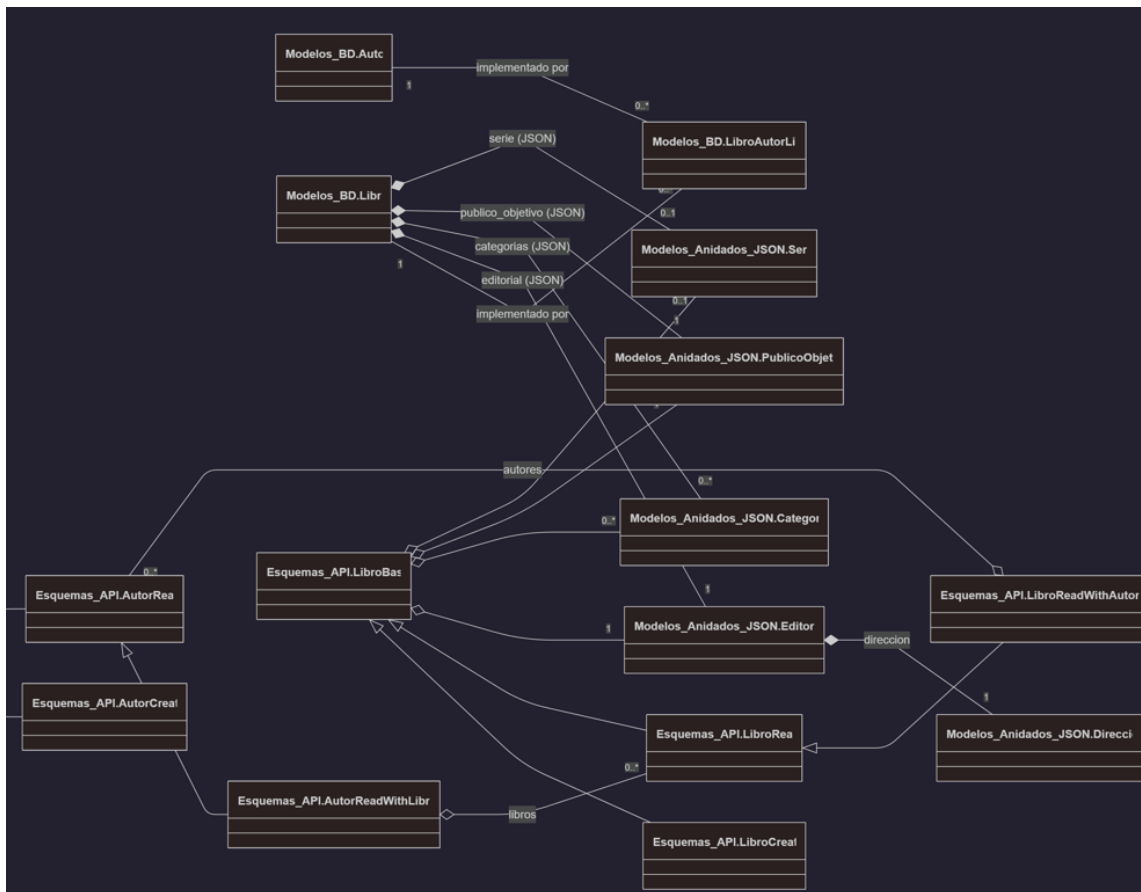 Modelos_BD.Auto
implementado por
1
0..*
serie (JSON)
Modelos_BD.LibroAutorLi
Modelos_BD.Libr
publico_objetivo (JSON)
0..1
categorias (JSON)
Modelos_Anidados_JSON.Ser
1
editorial (JSON)
0..1
implementado por
1
Modelos_Anidados_JSON.PublicoObjet
autores
0..*
Modelos_Anidados_JSON.Categor
0..*
Esquemas_API.LibroBas
0..*
Esquemas_API.AutorRea
Esquemas_API.LibroReadWithAutor
1
Modelos_Anidados_JSON.Editor
1
direccion
Esquemas_API.AutorCreat
1
Esquemas_API.LibroRea
Modelos_Anidados_JSON.Direcci
0..*
Esquemas_API.AutorReadWithLibr
libros
Esquemas_API.LibroCreat